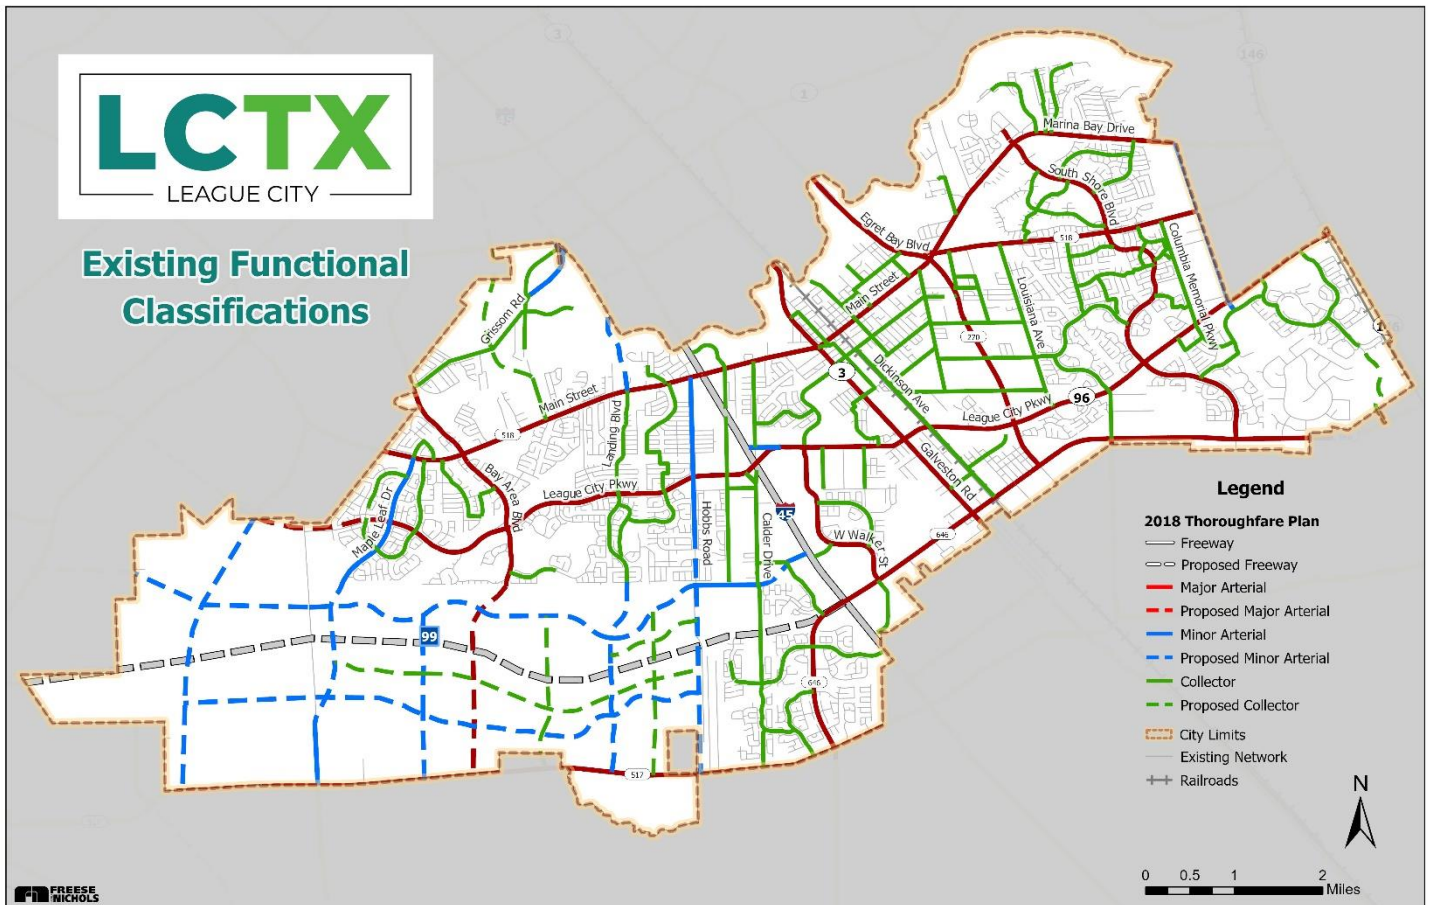 LCTX
LEAGUE CITY
Existing Functional
Classifications
3
1
146
Marina Bay Drive
South Shore Blvd
Egret Bay Blvd
518
Columbia Memorial Pkwy
Main Street
Louisiana Ave
Grissom Rd
270
3
Dickinson Ave
96
League City Pkwy
Main Street
518
Landing Blvd
Galveston Rd
Bay Area Blvd
League City Pkwy
Maple Leaf Dr
Hobbs Road
45
Calder Drive
W Walker St
646
99
646
517
Legend
2018 Thoroughfare Plan
Freeway
Proposed Freeway
Major Arterial
Proposed Major Arterial
Minor Arterial
Proposed Minor Arterial
Collector
Proposed Collector
City Limits
Existing Network
Railroads
N
0 0.5 1 2
Miles
FREESE
NICHOLS